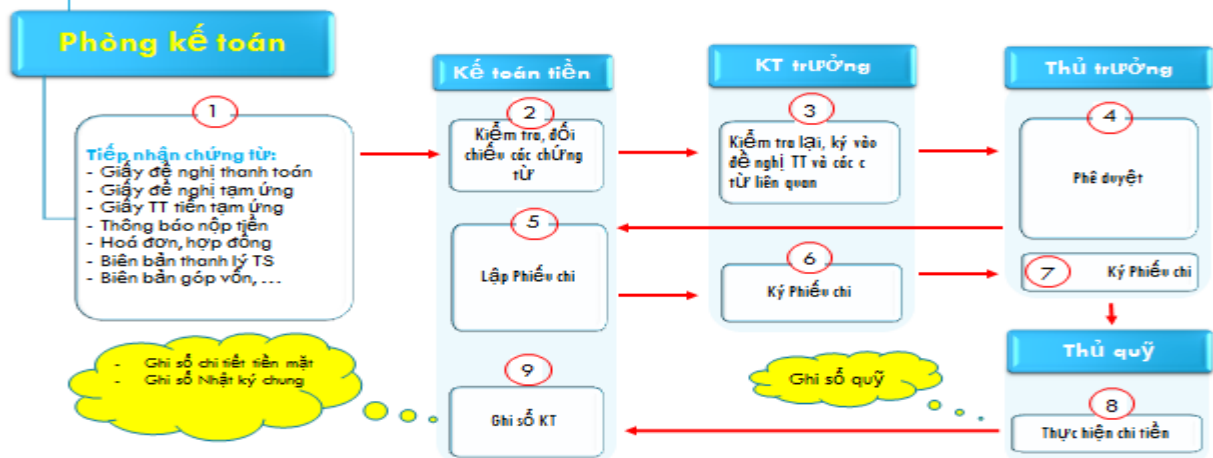 Phòng kế toán
Kế toán tiền
KT trưởng
Thủ trưởng
1
Tiếp nhận chứng từ:
- Giấy đề nghị thanh toán
- Giấy đề nghị tạm ứng
- Giấy TT tiền tạm ứng
- Thông báo nộp tiền
- Hoá đơn, hợp đồng
- Biên bản thanh lý TS
- Biên bản góp vốn, ...
2
Kiểm tra, đối
chiếu các chứng
từ
3
Kiểm tra lại, ký vào
đề nghị TT và các c
từ liên quan
4
Phê duyệt
5
Lập Phiếu chi
6
Ký Phiếu chi
7
Ký Phiếu chi
Thủ quỹ
8
Thực hiện chi tiền
Ghi sổ quỹ
9
Ghi sổ KT
- Ghi sổ chi tiết tiền mặt
- Ghi sổ Nhật ký chung